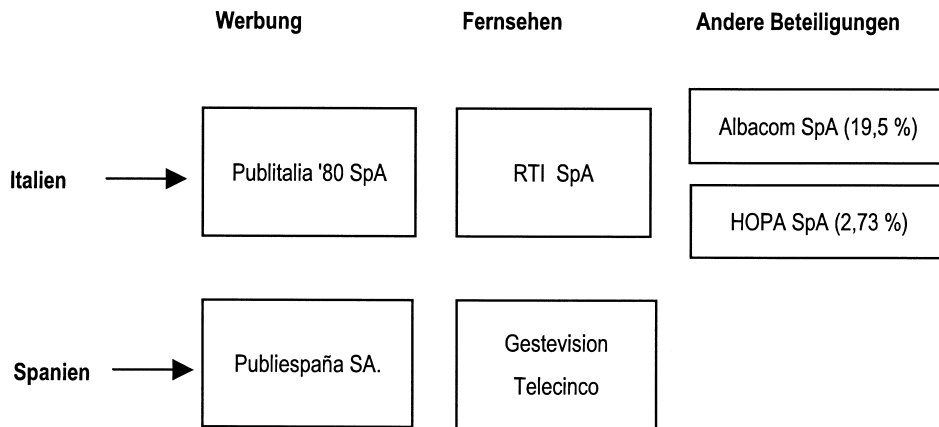 Werbung Fernsehen Andere Beteiligungen
Albacom SpA (19,5 %)
Italien Publitalia '80 SpA RTI SpA
HOPA SpA (2,73 %)
Spanien Publiespaña SA. Gestevision
Telecinco